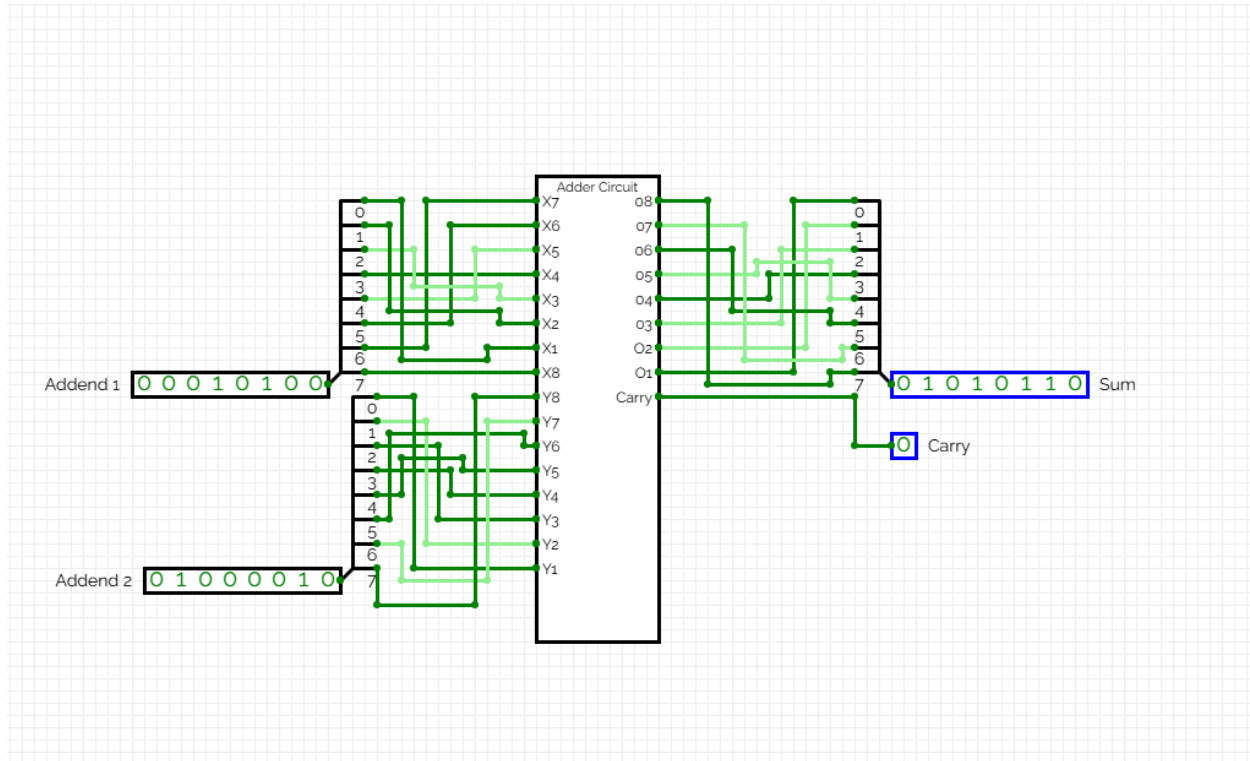 Adder Circuit
X7
X6
X5
X4
X3
X2
X1
X8
Y8
Y7
Y6
Y5
Y4
Y3
Y2
Y1
o8
o7
o6
o5
o4
o3
O2
O1
Carry
0
1
2
3
4
5
6
7
Addend 1 0 0 0 1 0 1 0 0
0
1
2
3
4
5
6
7
Addend 2 0 1 0 0 0 0 1 0
0
1
2
3
4
5
6
7
0 1 0 1 0 1 1 0 Sum
0 Carry